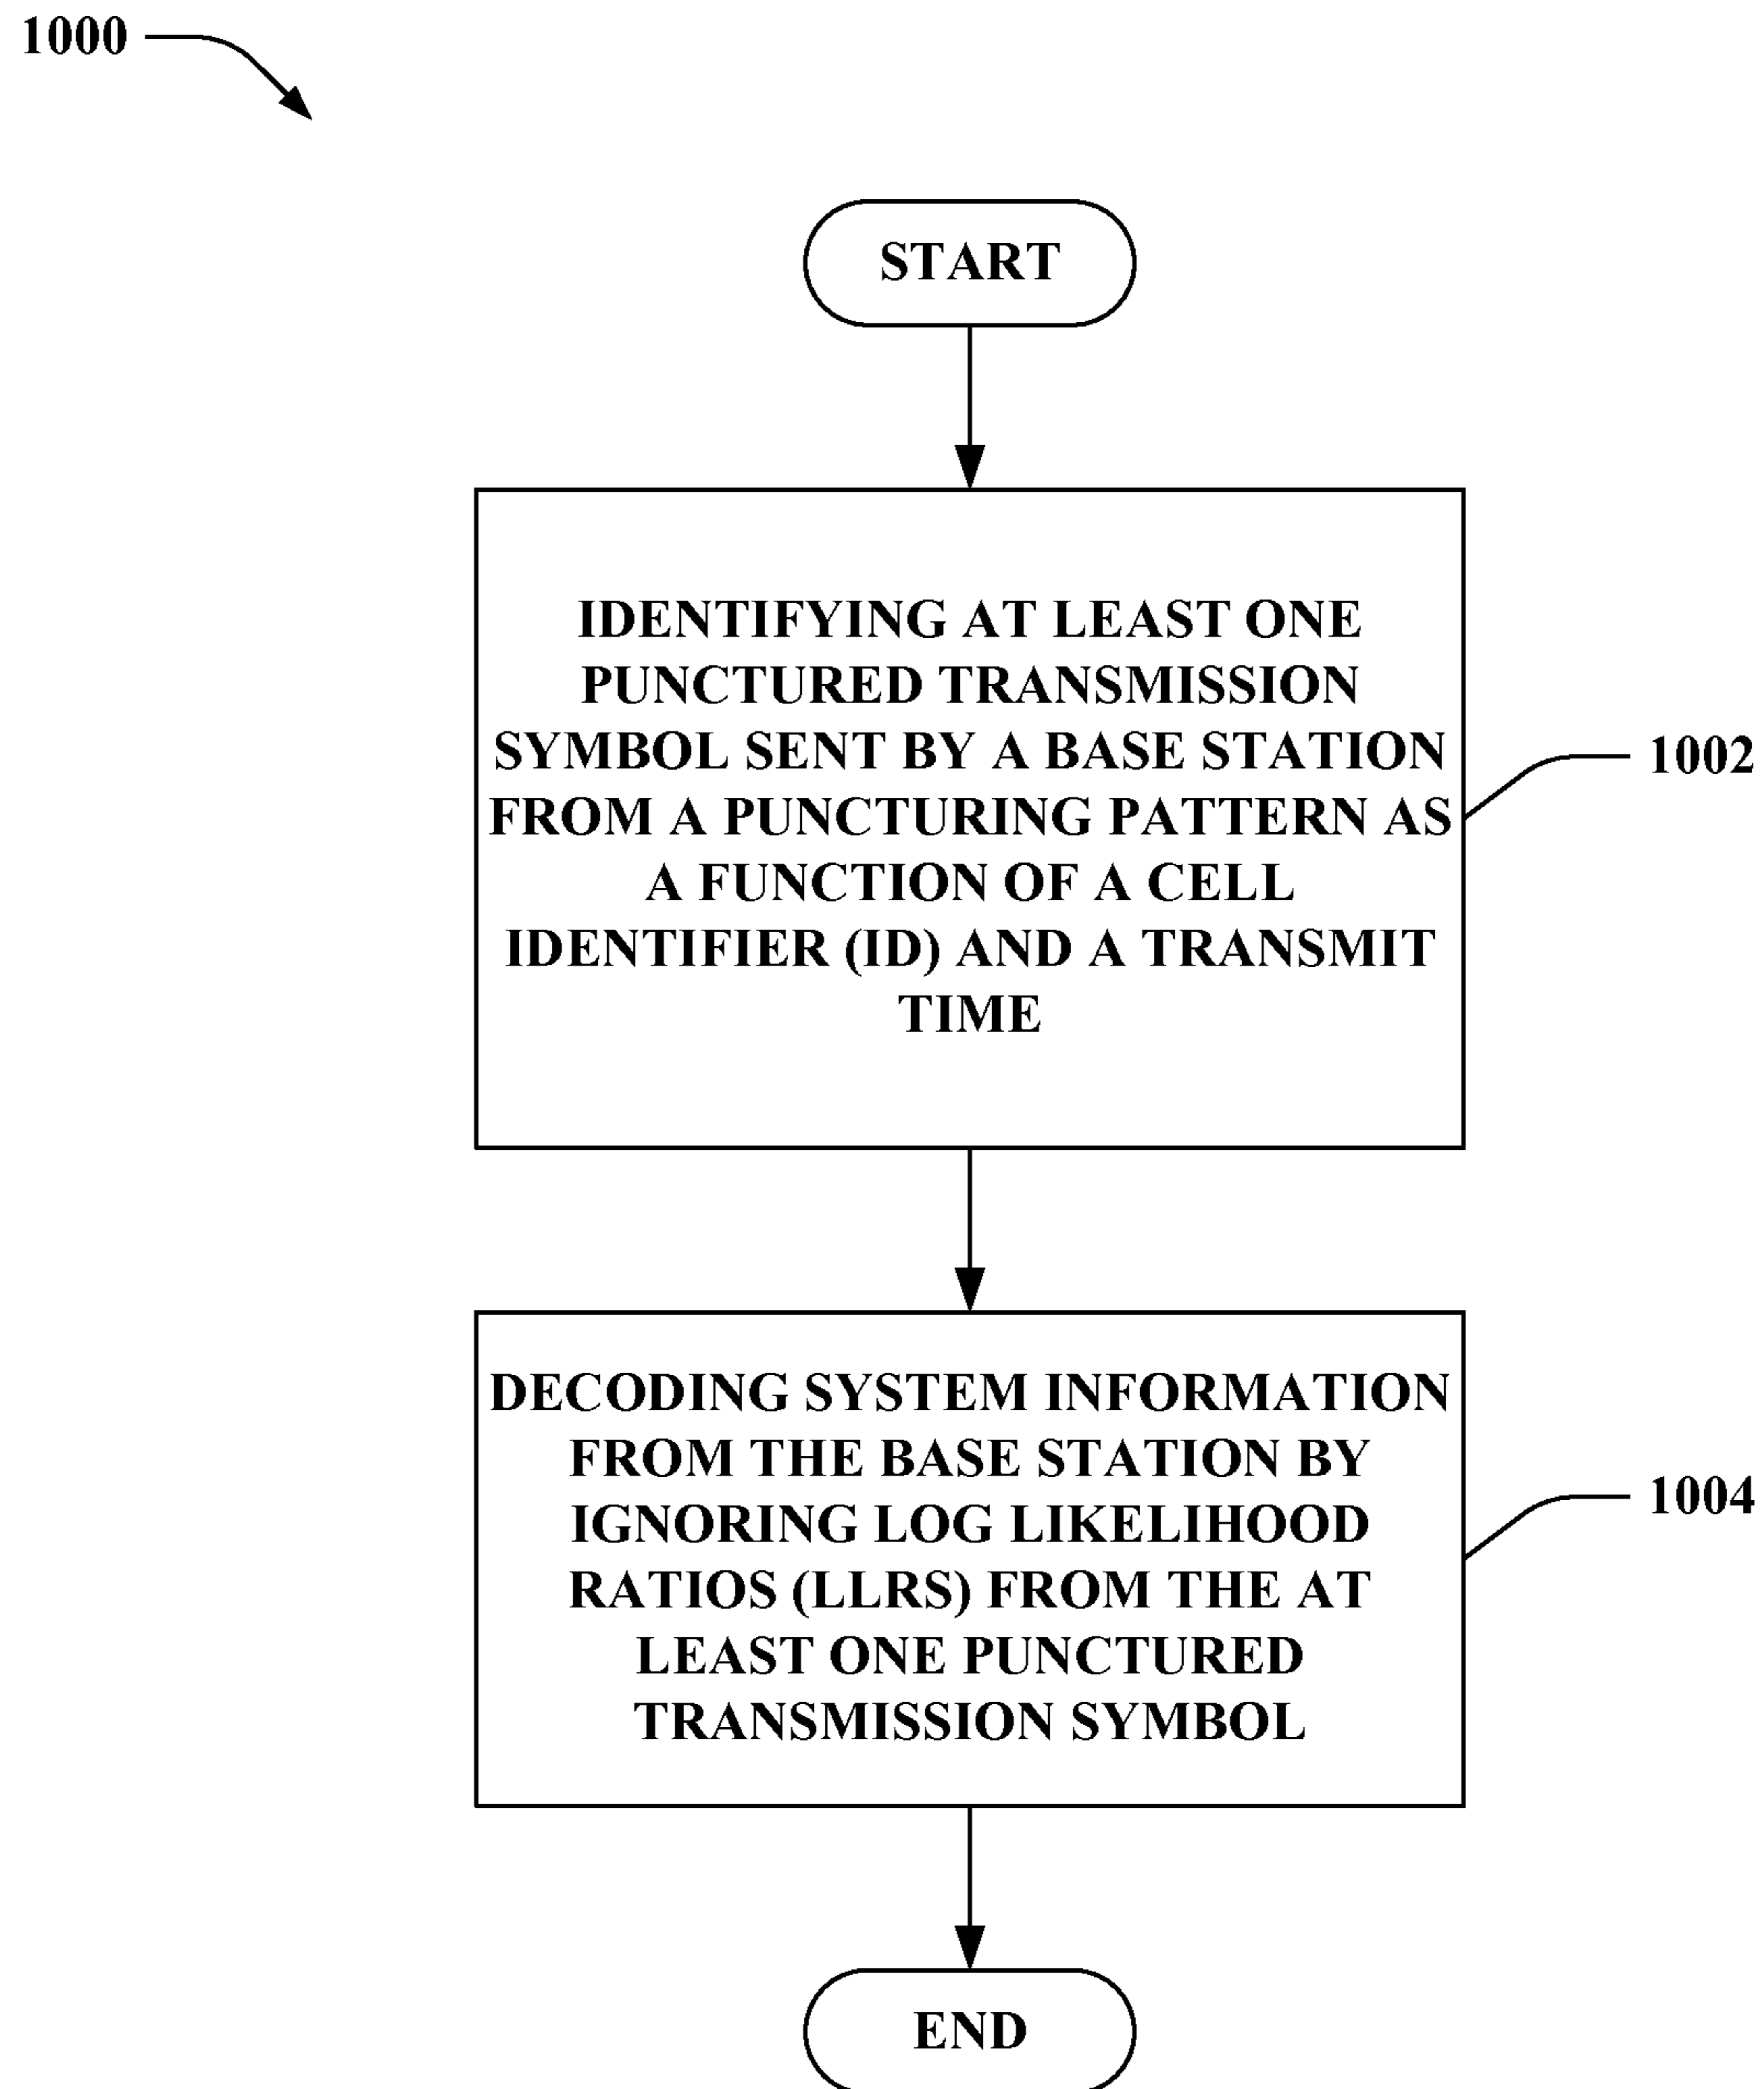 1000
START
IDENTIFYING AT LEAST ONE
PUNCTURED TRANSMISSION
SYMBOL SENT BY A BASE STATION
FROM A PUNCTURING PATTERN AS
A FUNCTION OF A CELL
IDENTIFIER (ID) AND A TRANSMIT
TIME
1002
DECODING SYSTEM INFORMATION
FROM THE BASE STATION BY
IGNORING LOG LIKELIHOOD
RATIOS (LLRS) FROM THE AT
LEAST ONE PUNCTURED
TRANSMISSION SYMBOL
1004
END